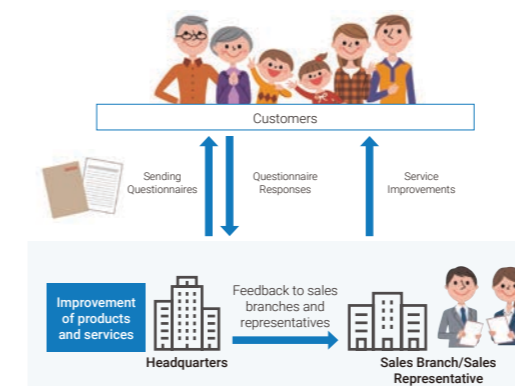 Customers
Sending
Questionnaires
Questionnaire
Responses
Service
Improvements
Improvement
of products
and services
Feedback to sales
branches and
representatives
Headquarters
Sales Branch/Sales
Representative